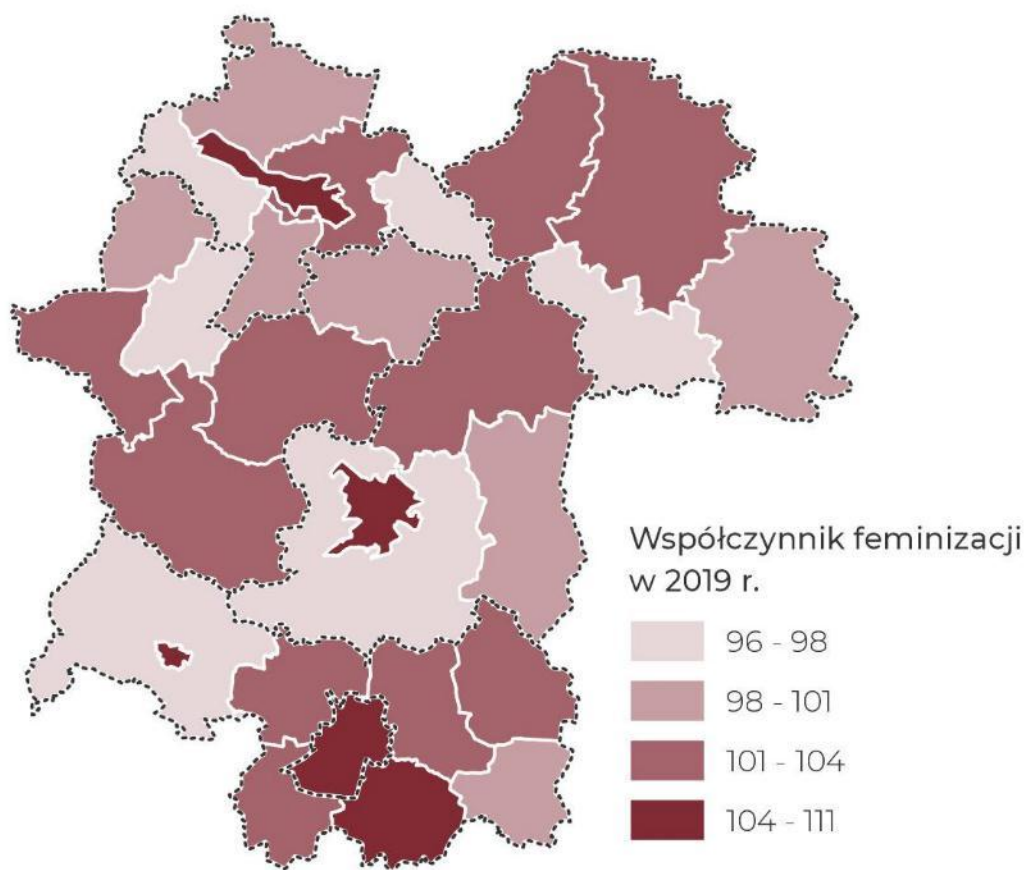 Współczynnik feminizacji
w 2019 r.
96 - 98
98 - 101
101 - 104
104 - 111